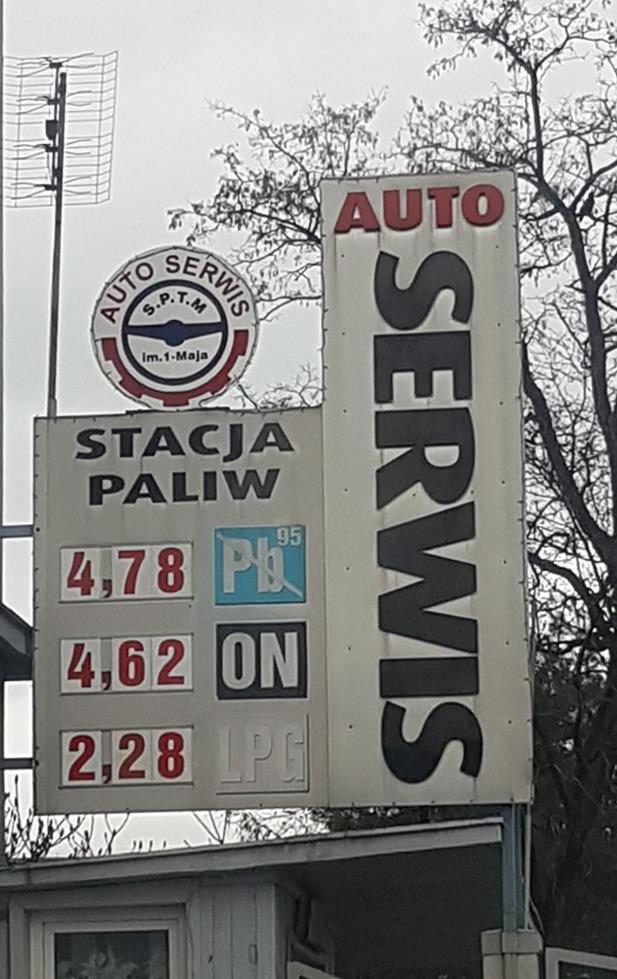 AUTO SERWIS
S.P.T.M
im.1-Maja
STACJA
PALIW
4,78 Pb 95
4,62 ON
2,28 LPG
AUTO
SERWIS